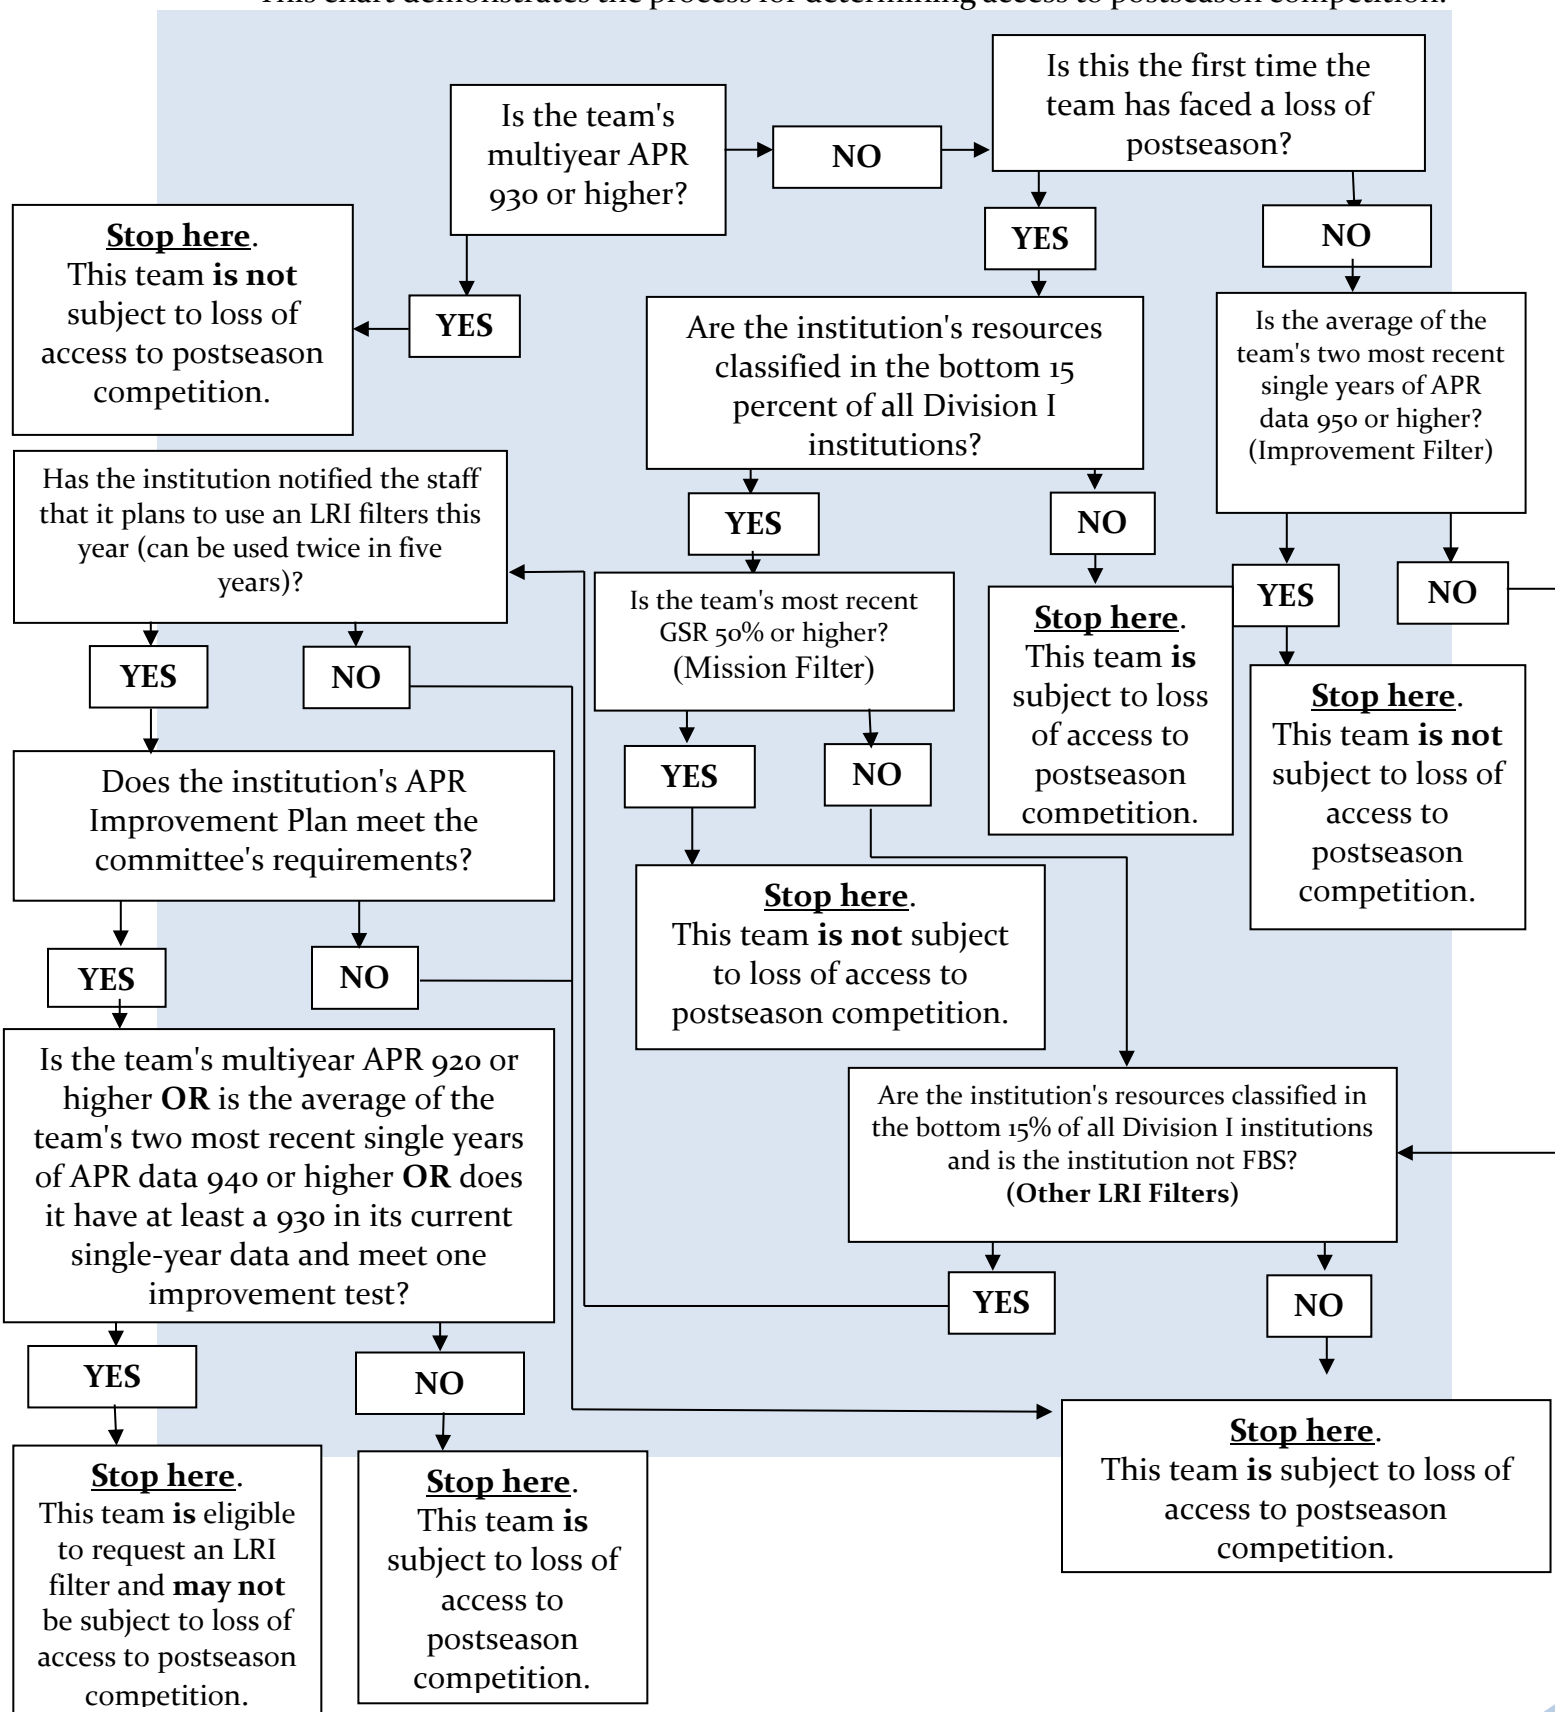 This chart demonstrates the process for determining access to postseason competition.
Is the team's
multiyear APR
930 or higher?
NO
Is this the first time the
team has faced a loss of
postseason?
YES
Stop here.
This team is not
subject to loss of
access to postseason
competition.
YES
NO
Are the institution's resources
classified in the bottom 15
percent of all Division I
institutions?
Is the average of the
team's two most recent
single years of APR
data 950 or higher?
(Improvement Filter)
YES
NO
YES
NO
Is the team's most recent
GSR 50% or higher?
(Mission Filter)
Stop here.
This team is
subject to loss
of access to
postseason
competition.
Stop here.
This team is not
subject to loss of
access to
postseason
competition.
YES
NO
Stop here.
This team is not subject
to loss of access to
postseason competition.
Are the institution's resources classified in
the bottom 15% of all Division I institutions
and is the institution not FBS?
(Other LRI Filters)
YES
NO
Stop here.
This team is subject to loss of
access to postseason
competition.
Has the institution notified the staff
that it plans to use an LRI filters this
year (can be used twice in five
years)?
YES
NO
Does the institution's APR
Improvement Plan meet the
committee's requirements?
YES
NO
Is the team's multiyear APR 920 or
higher OR is the average of the
team's two most recent single years
of APR data 940 or higher OR does
it have at least a 930 in its current
single-year data and meet one
improvement test?
YES
NO
Stop here.
This team is eligible
to request an LRI
filter and may not
be subject to loss of
access to postseason
competition.
Stop here.
This team is
subject to loss of
access to
postseason
competition.